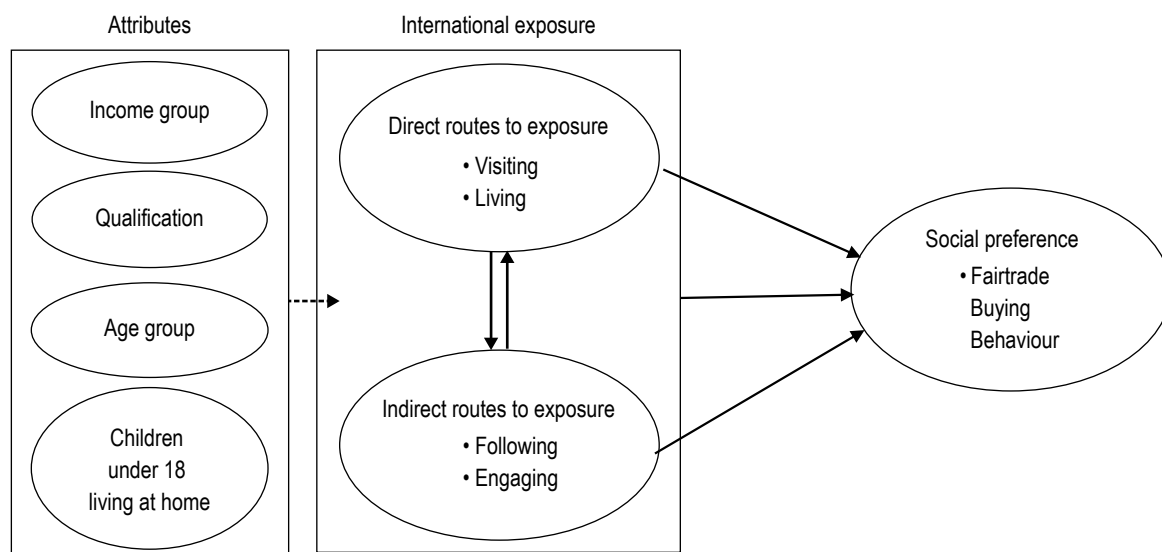 Attributes
Income group
Qualification
Age group
Children
under 18
living at home
International exposure
Direct routes to exposure
• Visiting
• Living
Indirect routes to exposure
• Following
• Engaging
Social preference
• Fairtrade
Buying
Behaviour